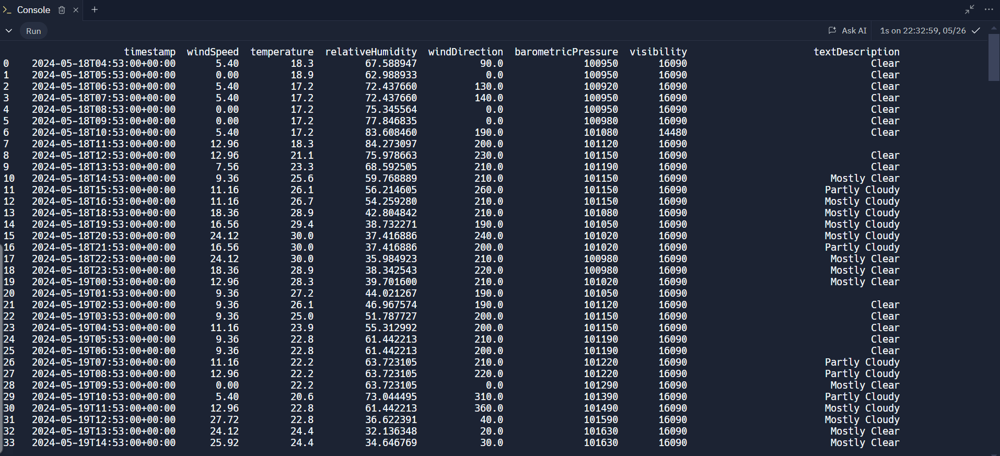 Console
Run Ask AI 1s on 22:32:59, 05/26
timestamp windSpeed temperature relativeHumidity windDirection barometricPressure visibility textDescription
0 2024-05-18T04:53:00+00:00 5.40 18.3 67.588947 90.0 100950 16090 Clear
1 2024-05-18T05:53:00+00:00 0.00 18.9 62.988933 0.0 100950 16090 Clear
2 2024-05-18T06:53:00+00:00 5.40 17.2 72.437660 130.0 100920 16090 Clear
3 2024-05-18T07:53:00+00:00 5.40 17.2 72.437660 140.0 100950 16090 Clear
4 2024-05-18T08:53:00+00:00 0.00 17.2 75.345564 0.0 100950 16090 Clear
5 2024-05-18T09:53:00+00:00 0.00 17.2 77.846835 0.0 100980 16090 Clear
6 2024-05-18T10:53:00+00:00 5.40 17.2 83.608460 190.0 101080 14480 Clear
7 2024-05-18T11:53:00+00:00 12.96 18.3 84.273097 200.0 101120 16090
8 2024-05-18T12:53:00+00:00 12.96 21.1 75.978663 230.0 101150 16090 Clear
9 2024-05-18T13:53:00+00:00 7.56 23.3 68.592505 210.0 101190 16090 Clear
10 2024-05-18T14:53:00+00:00 9.36 25.6 59.768889 210.0 101150 16090 Mostly Clear
11 2024-05-18T15:53:00+00:00 11.16 26.1 56.214605 260.0 101150 16090 Partly Cloudy
12 2024-05-18T16:53:00+00:00 11.16 26.7 54.259280 210.0 101150 16090 Mostly Cloudy
13 2024-05-18T18:53:00+00:00 18.36 28.9 42.804842 210.0 101080 16090 Mostly Cloudy
14 2024-05-18T19:53:00+00:00 16.56 29.4 38.732271 190.0 101050 16090 Mostly Cloudy
15 2024-05-18T20:53:00+00:00 24.12 30.0 37.416886 240.0 101020 16090 Mostly Cloudy
16 2024-05-18T21:53:00+00:00 16.56 30.0 37.416886 200.0 101020 16090 Partly Cloudy
17 2024-05-18T22:53:00+00:00 24.12 30.0 35.984923 210.0 100980 16090 Mostly Clear
18 2024-05-18T23:53:00+00:00 18.36 28.9 38.342543 220.0 100980 16090 Mostly Clear
19 2024-05-19T00:53:00+00:00 12.96 28.3 39.701600 210.0 101020 16090 Mostly Clear
20 2024-05-19T01:53:00+00:00 9.36 27.2 44.021267 190.0 101050 16090
21 2024-05-19T02:53:00+00:00 9.36 26.1 46.967574 190.0 101120 16090 Clear
22 2024-05-19T03:53:00+00:00 9.36 25.0 51.787727 200.0 101150 16090 Clear
23 2024-05-19T04:53:00+00:00 11.16 23.9 55.312992 200.0 101150 16090 Clear
24 2024-05-19T05:53:00+00:00 9.36 22.8 61.442213 210.0 101190 16090 Clear
25 2024-05-19T06:53:00+00:00 9.36 22.8 61.442213 200.0 101190 16090 Clear
26 2024-05-19T07:53:00+00:00 11.16 22.2 63.723105 210.0 101220 16090 Partly Cloudy
27 2024-05-19T08:53:00+00:00 12.96 22.2 63.723105 220.0 101220 16090 Partly Cloudy
28 2024-05-19T09:53:00+00:00 0.00 22.2 63.723105 0.0 101290 16090 Mostly Clear
29 2024-05-19T10:53:00+00:00 5.40 20.6 73.044495 310.0 101390 16090 Partly Cloudy
30 2024-05-19T11:53:00+00:00 12.96 22.8 61.442213 360.0 101490 16090 Mostly Cloudy
31 2024-05-19T12:53:00+00:00 27.72 22.8 36.622391 40.0 101590 16090 Mostly Cloudy
32 2024-05-19T13:53:00+00:00 24.12 24.4 32.136348 20.0 101630 16090 Mostly Clear
33 2024-05-19T14:53:00+00:00 25.92 24.4 34.646769 30.0 101630 16090 Mostly Clear